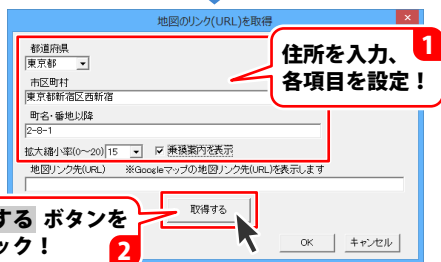 地図のリンク(URL)を取得
×
都道府県
東京都
市区町村
東京都新宿区西新宿
町名・番地以降
2-8-1
拡大縮小率(0～20) 15
乗換案内を表示
地図リンク先(URL) ※Googleマップの地図リンク先(URL)を表示します
取得する
OK キャンセル
住所を入力、
各項目を設定！
1
する ボタンを
ック！
2